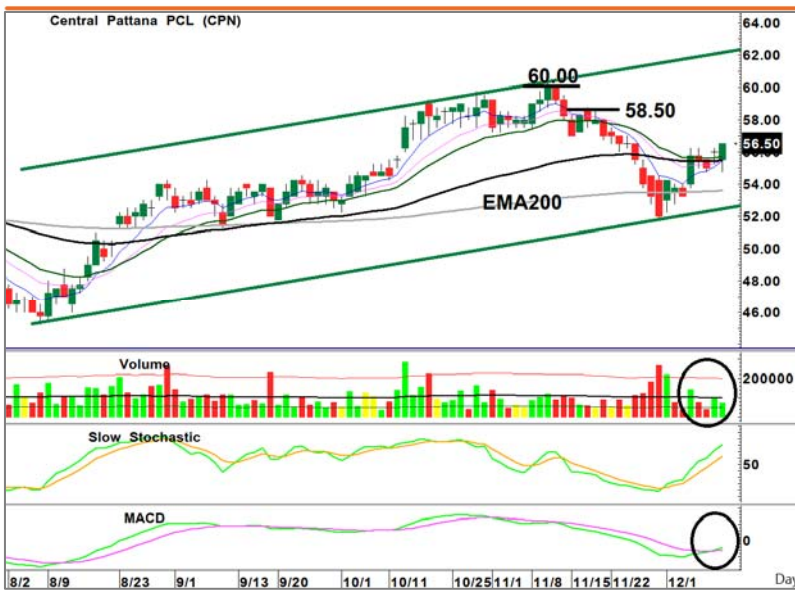 Central Pattana PCL (CPN)
64.00
62.00
60.00
60.00
58.50
58.00
56.50
54.00
EMA200
52.00
50.00
48.00
46.00
Volume
200000
Slow Stochastic
50
MACD
0
8/2 8/9 8/23 9/1 9/13 9/20 10/1 10/11 10/25 11/1 11/8 11/15 11/22 12/1 Day